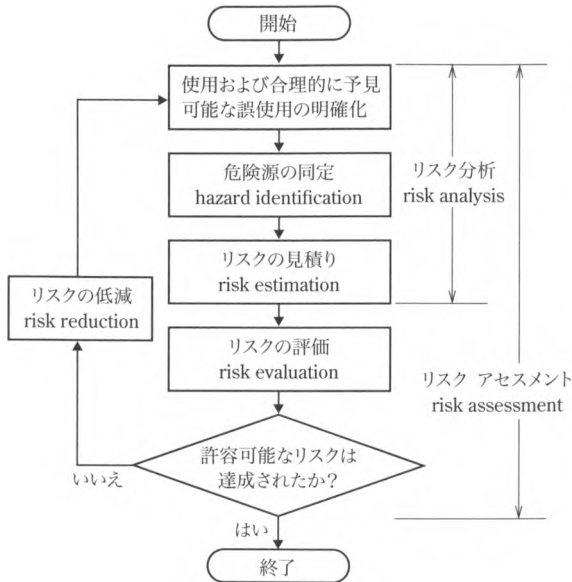 開始
使用および合理的に予見
可能な誤使用の明確化
危険源の同定
hazard identification
リスク分析
risk analysis
リスクの見積り
risk estimation
リスクの低減
risk reduction
リスクの評価
risk evaluation
リスク アセスメント
risk assessment
許容可能なリスクは
達成されたか?
いいえ
はい
終了